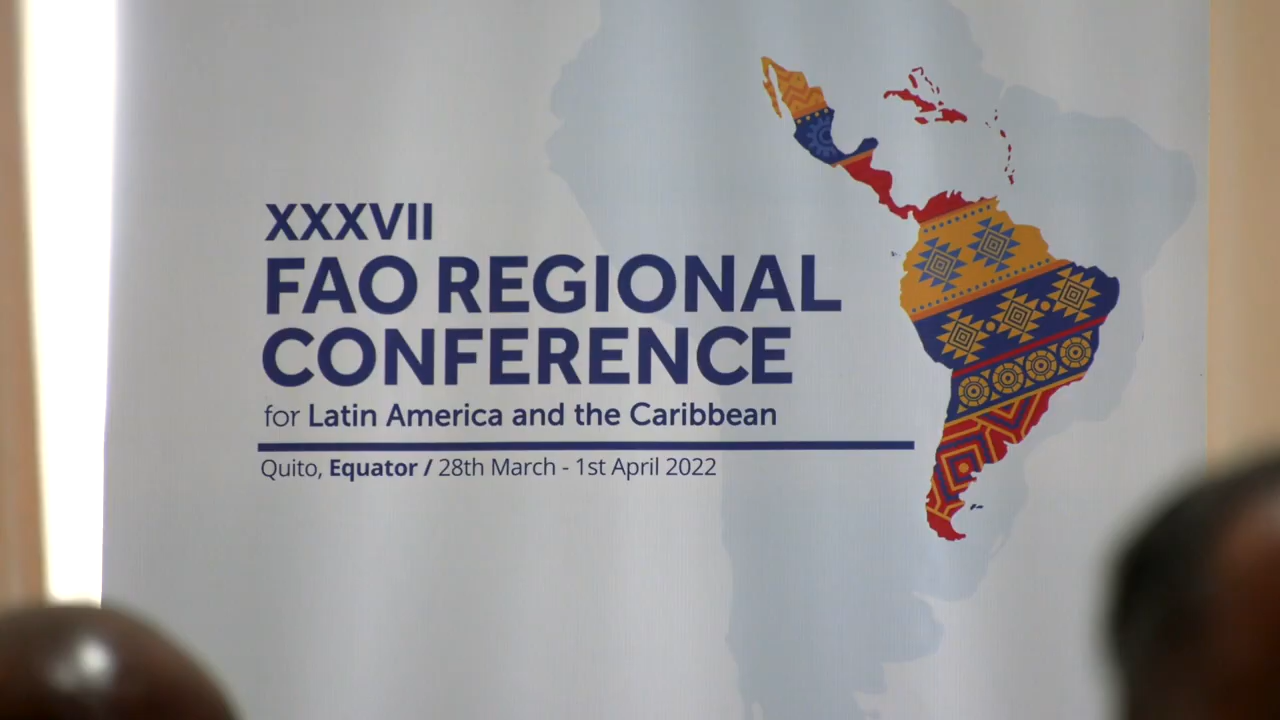 XXXVII
FAO REGIONAL
CONFERENCE
for Latin America and the Caribbean
Quito, Equator / 28th March - 1st April 2022